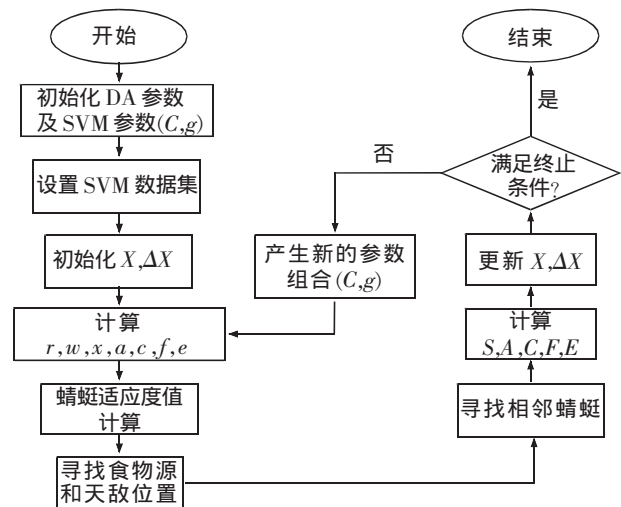 开始
初始化 DA 参数
及 SVM 参数(C,g)
设置 SVM 数据集
初始化 X,ΔX
计算
r,w,x,a,c,f,e
蜻蜓适应度值
计算
寻找食物源
和天敌位置
寻找相邻蜻蜓
计算
S,A,C,F,E
更新 X,ΔX
满足终止
条件?
否
产生新的参数
组合(C,g)
是
结束